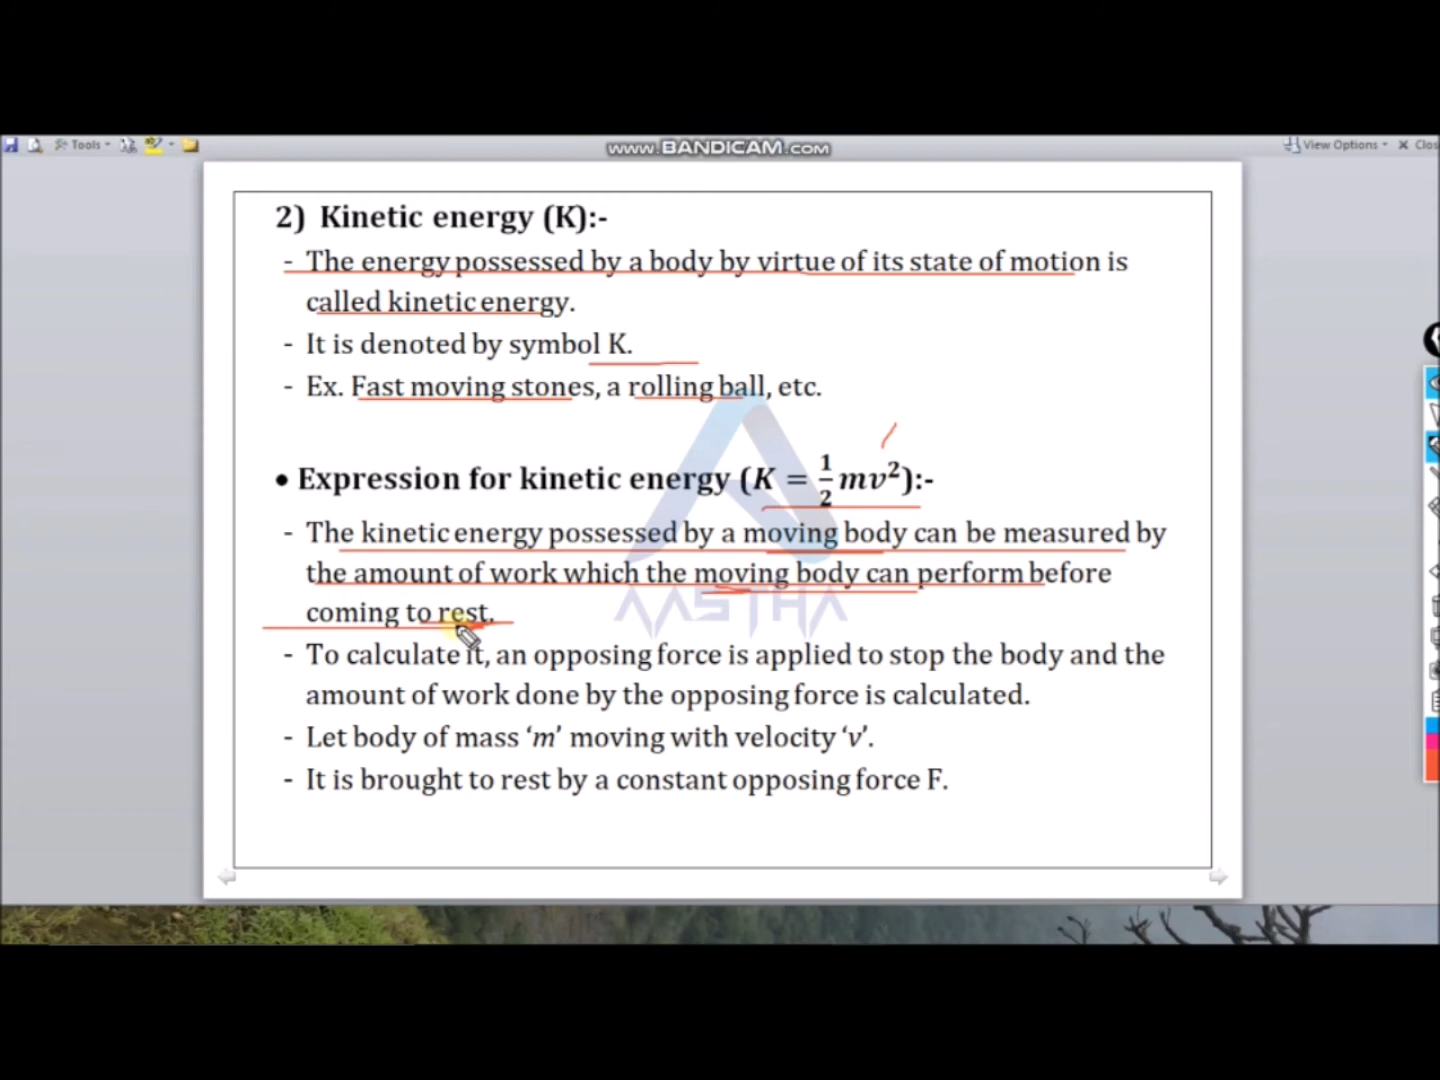 Tools
www.BANDICAM.com
View Options
Clos
2) Kinetic energy (K):-
- The energy possessed by a body by virtue of its state of motion is
called kinetic energy.
- It is denoted by symbol K.
- Ex. Fast moving stones, a rolling ball, etc.
• Expression for kinetic energy (K = 1/2 mv²):-
- The kinetic energy possessed by a moving body can be measured by
the amount of work which the moving body can perform before
coming to rest.
- To calculate it, an opposing force is applied to stop the body and the
amount of work done by the opposing force is calculated.
- Let body of mass ‘m’ moving with velocity ‘v’.
- It is brought to rest by a constant opposing force F.
AASTHA